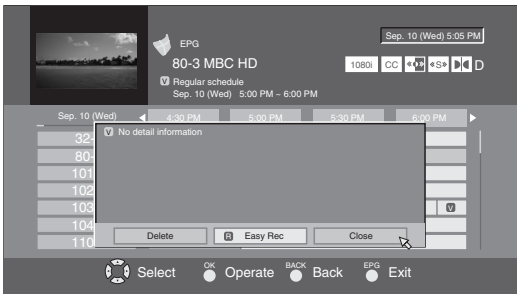 EPG
Sep. 10 (Wed) 5:05 PM
80-3 MBC HD
1080i CC «S» D
V Regular schedule
Sep. 10 (Wed) 5:00 PM ~ 6:00 PM
Sep. 10 (Wed) 4:30 PM 5:00 PM 5:30 PM 6:00 PM
V No detail information
32-
80-
101
102
103 V
104
110
Delete R Easy Rec Close
Select OK Operate BACK Back EPG Exit